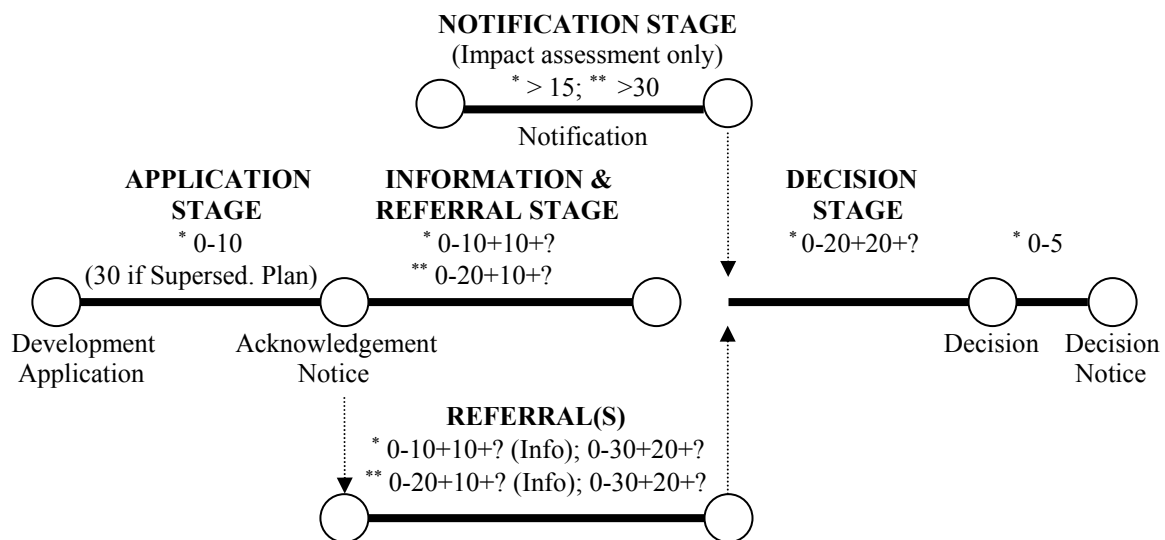 NOTIFICATION STAGE
(Impact assessment only)
* > 15; ** >30
Notification
APPLICATION
STAGE
* 0-10
(30 if Supersed. Plan)
INFORMATION &
REFERRAL STAGE
* 0-10+10+?
** 0-20+10+?
DECISION
STAGE
* 0-20+20+?
* 0-5
Development
Application
Acknowledgement
Notice
Decision
Decision
Notice
REFERRAL(S)
* 0-10+10+? (Info); 0-30+20+?
** 0-20+10+? (Info); 0-30+20+?